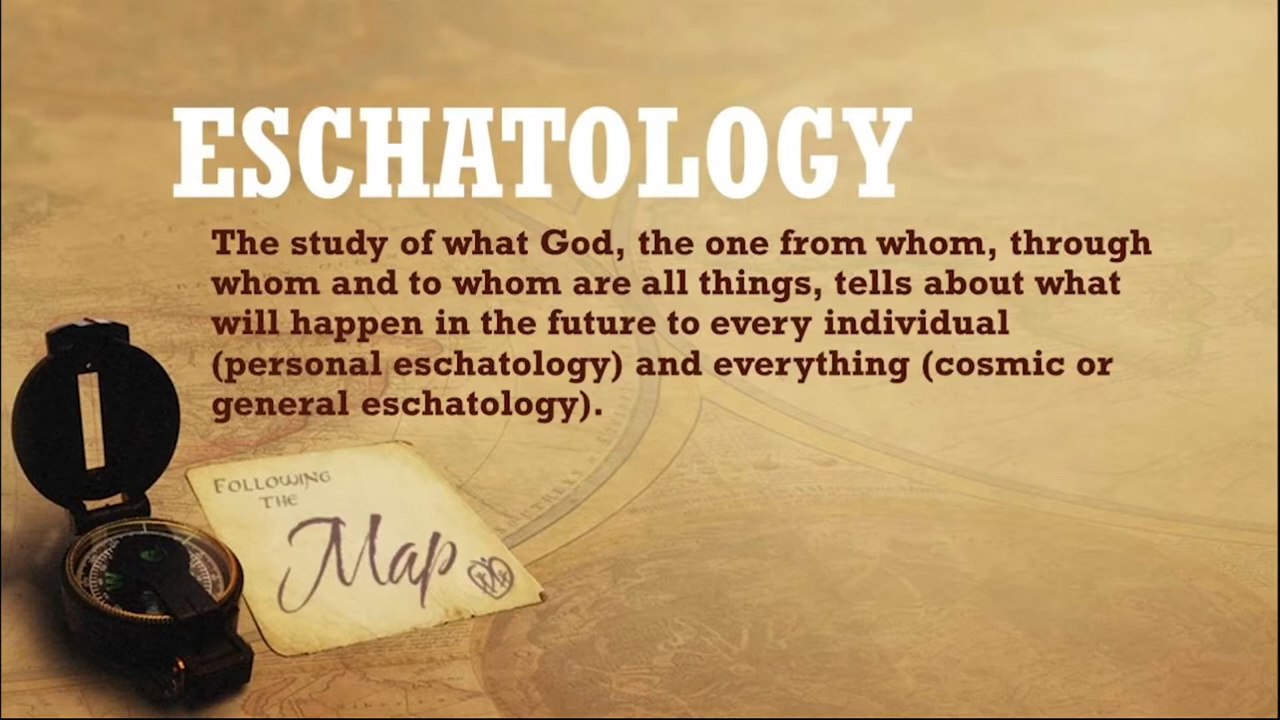 ESCHATOLOGY
The study of what God, the one from whom, through
whom and to whom are all things, tells about what
will happen in the future to every individual
(personal eschatology) and everything (cosmic or
general eschatology).
FOLLOWING
THE
Map